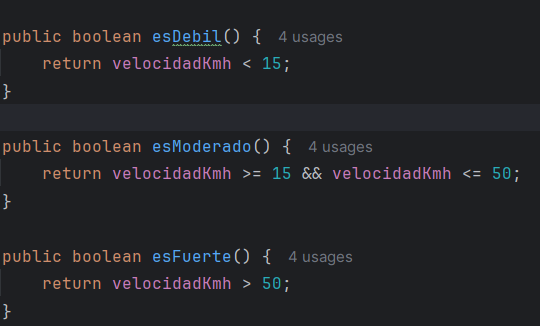 public boolean esDebil() { 4 usages
return velocidadKmh < 15;
}
public boolean esModerado() { 4 usages
return velocidadKmh >= 15 && velocidadKmh <= 50;
}
public boolean esFuerte() { 4 usages
return velocidadKmh > 50;
}